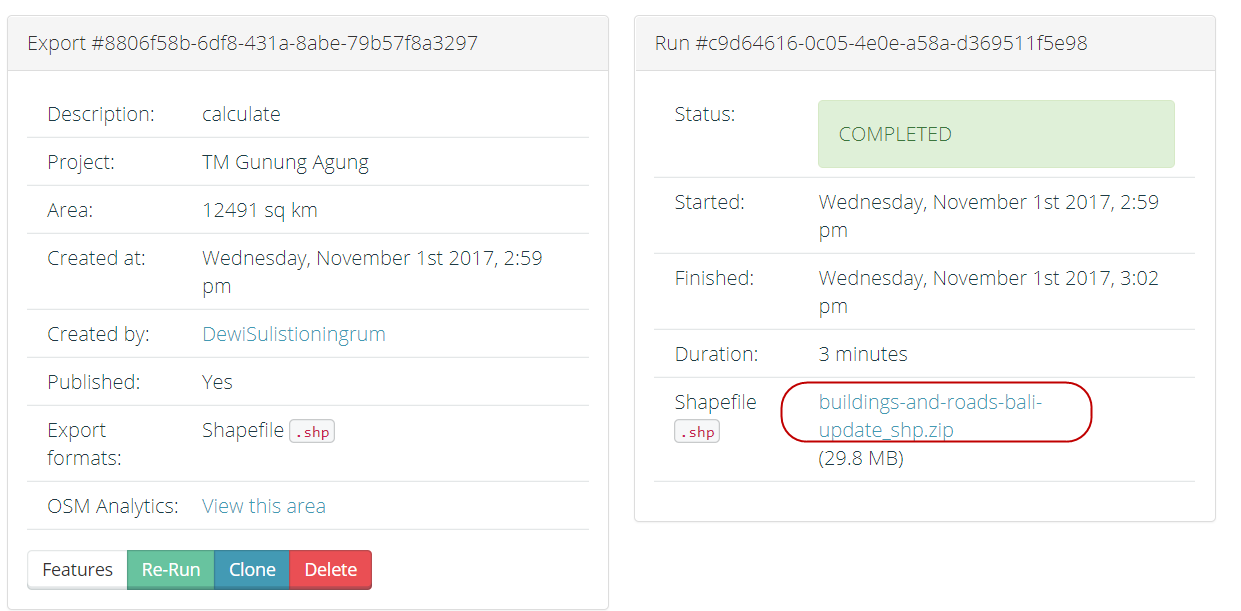 Export #8806f58b-6df8-431a-8abe-79b57f8a3297
Description: calculate
Project: TM Gunung Agung
Area: 12491 sq km
Created at: Wednesday, November 1st 2017, 2:59
pm
Created by: DewiSulistioningrum
Published: Yes
Export Shapefile .shp
formats:
OSM Analytics: View this area
Features Re-Run Clone Delete
Run #c9d64616-0c05-4e0e-a58a-d369511f5e98
Status: COMPLETED
Started: Wednesday, November 1st 2017, 2:59
pm
Finished: Wednesday, November 1st 2017, 3:02
pm
Duration: 3 minutes
Shapefile buildings-and-roads-bali-
.shp update_shp.zip
(29.8 MB)